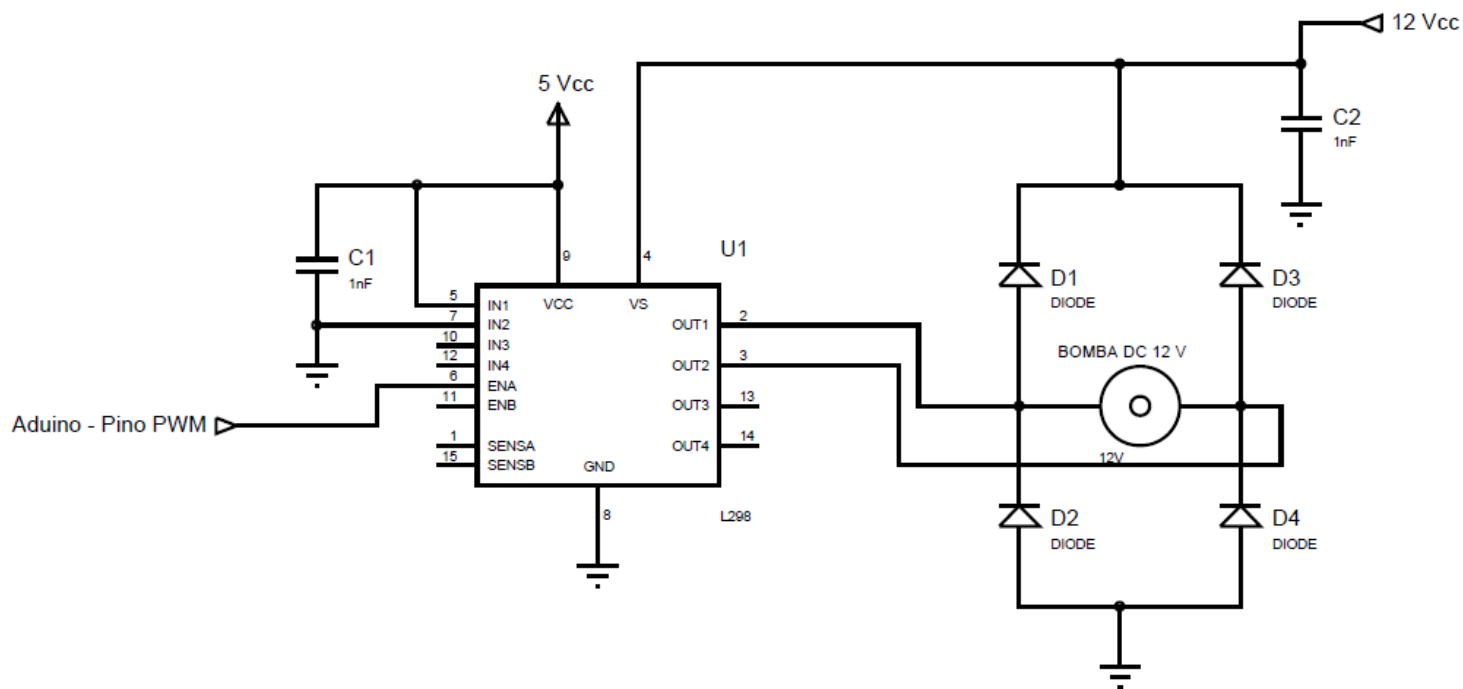 12 Vcc
5 Vcc
C2
1nF
U1
C1
1nF
9
4
D1
DIODE
D3
DIODE
5
IN1
VCC
VS
7
IN2
OUT1
2
10
IN3
12
IN4
OUT2
3
BOMBA DC 12 V
6
ENA
11
ENB
OUT3
13
Aduino - Pino PWM
1
SENSA
OUT4
14
15
SENSB
GND
12V
8
L298
D2
DIODE
D4
DIODE